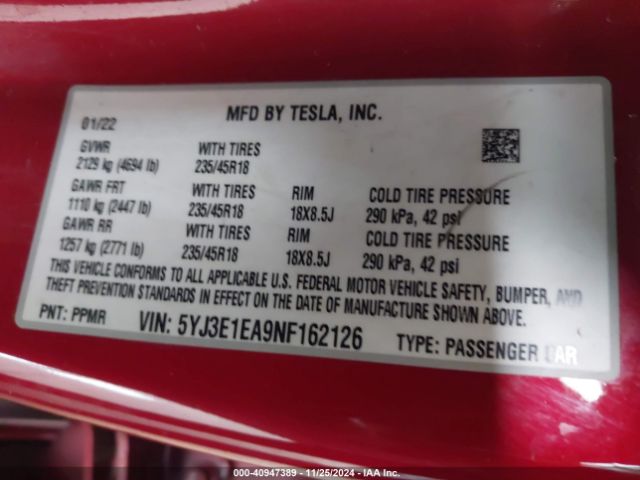 MFD BY TESLA, INC.
01/22
GVWR WITH TIRES
2129 kg (4694 lb) 235/45R18
GAWR FRT WITH TIRES RIM COLD TIRE PRESSURE
1110 kg (2447 lb) 235/45R18 18X8.5J 290 kPa, 42 psi
GAWR RR WITH TIRES RIM COLD TIRE PRESSURE
1257 kg (2771 lb) 235/45R18 18X8.5J 290 kPa, 42 psi
THIS VEHICLE CONFORMS TO ALL APPLICABLE U.S. FEDERAL MOTOR VEHICLE SAFETY, BUMPER, AND
THEFT PREVENTION STANDARDS IN EFFECT ON THE DATE OF MANUFACTURE SHOWN ABOVE.
PNT: PPMR VIN: 5YJ3E1EA9NF162126 TYPE: PASSENGER CAR
000-40947389 - 11/25/2024 - IAA Inc.